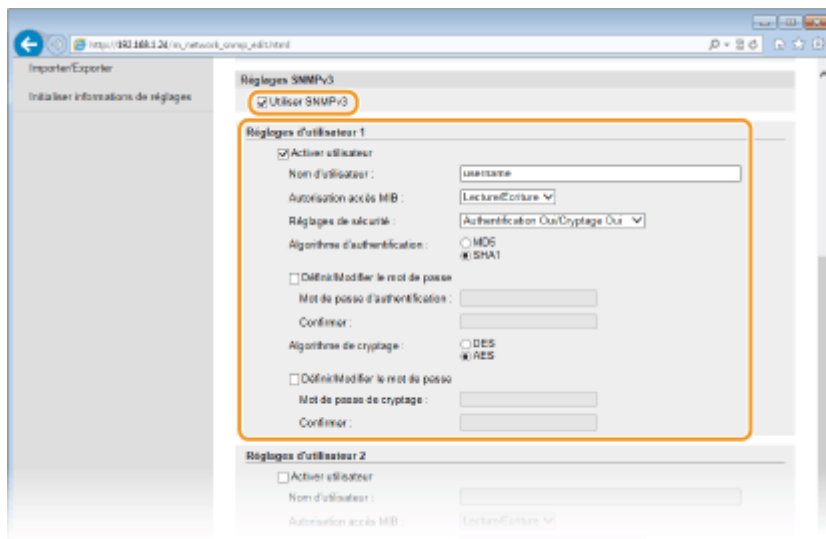 http://192.168.1.24/m_network_snmp_edit.html
Importer/Exporter
Initialiser informations de réglages
Réglages SNMPv3
Utiliser SNMPv3
Réglages d'utilisateur 1
Activer utilisateur
Nom d'utilisateur : username
Autorisation accès MIB : Lecture/Ecriture
Réglages de sécurité : Authentification Oui/Cryptage Oui
Algorithme d'authentification : MD5
SHA1
Définir/Modifier le mot de passe
Mot de passe d'authentification :
Confirmer :
Algorithme de cryptage : DES
AES
Définir/Modifier le mot de passe
Mot de passe de cryptage :
Confirmer :
Réglages d'utilisateur 2
Activer utilisateur
Nom d'utilisateur :
Autorisation accès MIB : Lecture/Ecriture